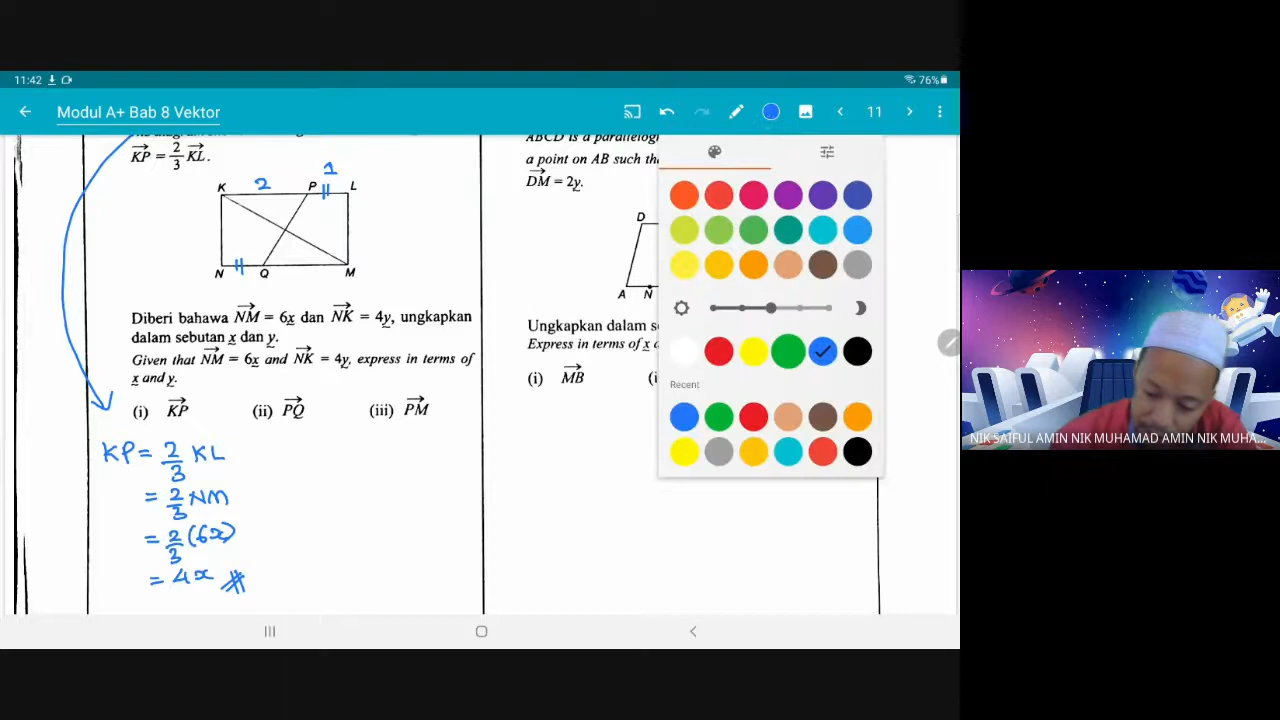 11:42
76%
Modul A+ Bab 8 Vektor
11
KP = 2/3 KL.
K
2
P
1
L
N
Q
M
Diberi bahawa NM = 6x dan NK = 4y, ungkapkan
dalam sebutan x dan y.
Given that NM = 6x and NK = 4y, express in terms of
x and y.
(i) KP (ii) PQ (iii) PM
KP = 2/3 KL
= 2/3 NM
= 2/3 (6x)
= 4x #
ABCD is a
a point on AB such
DM = 2y.
D
A
N
Ungkapkan dalam
Express in terms of x
(i) MB
Recent
NIK SAIFUL AMIN NIK MUHAMAD AMIN NIK MUHA...